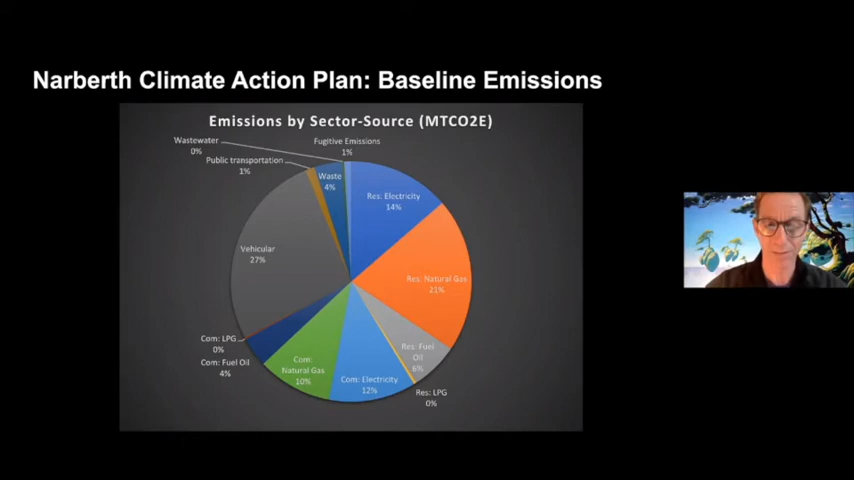 Narberth Climate Action Plan: Baseline Emissions
Emissions by Sector-Source (MTCO2E)
Wastewater
0%
Fugitive Emissions
1%
Public transportation
1%
Waste
4%
Res: Electricity
14%
Vehicular
27%
Res: Natural Gas
21%
Com: LPG
0%
Res: Fuel
Oil
6%
Com: Fuel Oil
4%
Com:
Natural Gas
10%
Com: Electricity
12%
Res: LPG
0%